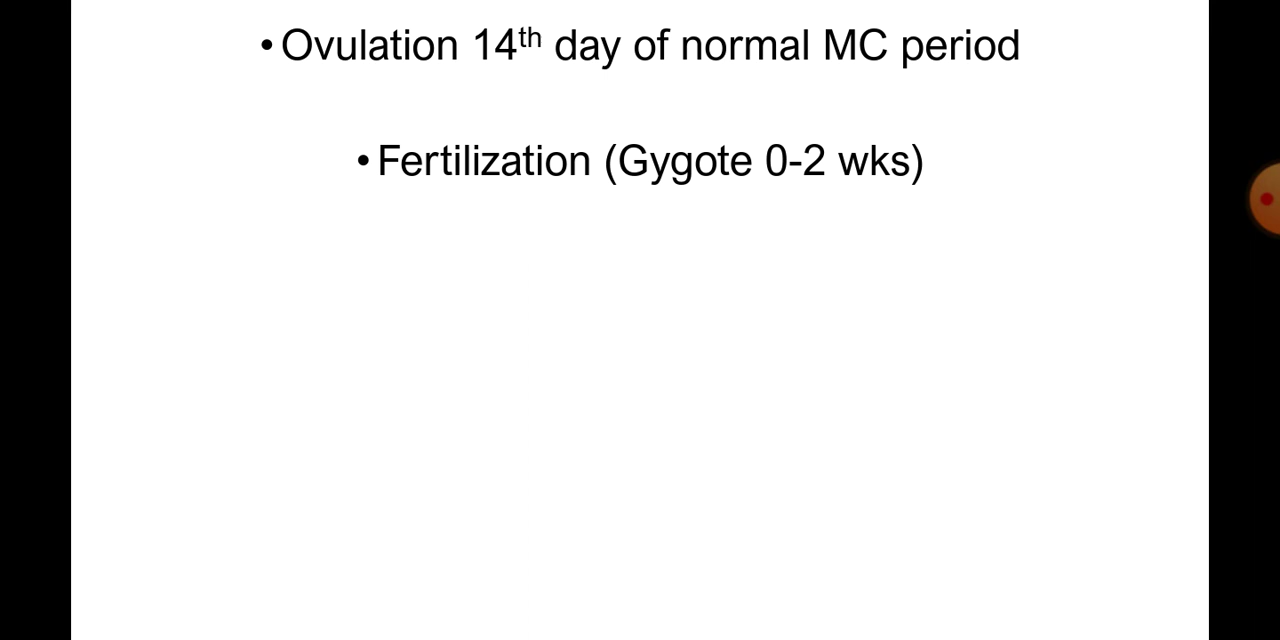 • Ovulation 14th day of normal MC period
• Fertilization (Gygote 0-2 wks)